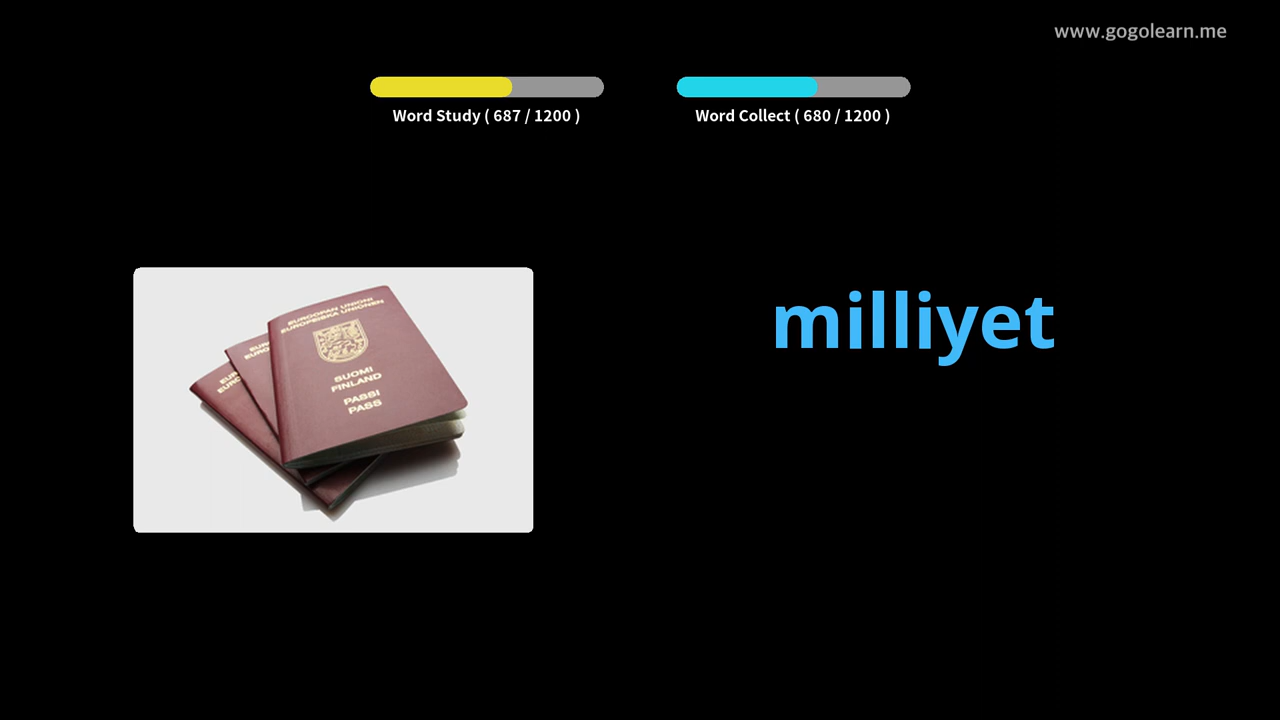 www.gogolearn.me
Word Study ( 687 / 1200 )
Word Collect ( 680 / 1200 )
milliyet
EUROOPAN UNIONI
EUROPEISKA UNIONEN
SUOMI
FINLAND
PASSI
PASS